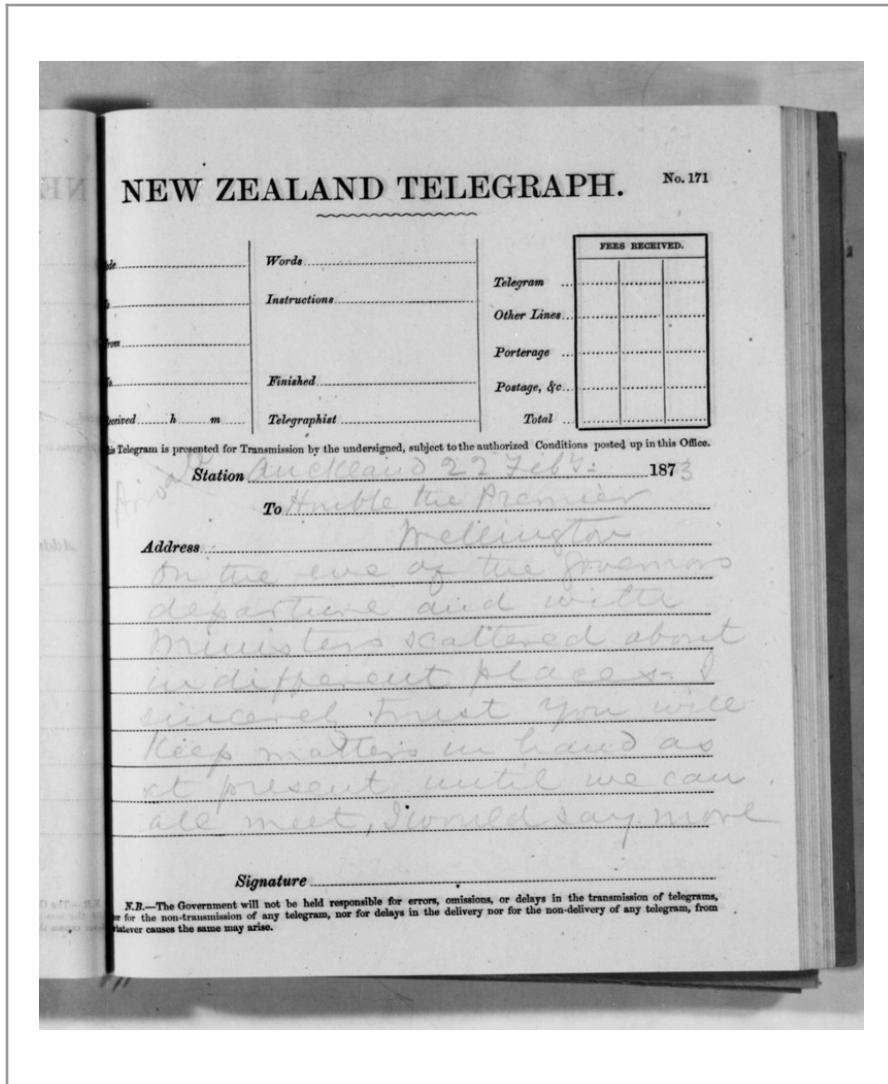 NEW ZEALAND TELEGRAPH.
No. 171
FEES RECEIVED.
Words
Instructions
Finished
Telegraphist
Telegram
Other Lines
Porterage
Postage, &c.
Total
h m
Telegram is presented for Transmission by the undersigned, subject to the authorized Conditions posted up in this Office.
Station Auckland 22 Feby. 1873
To Honble the Premier
Address Wellington
On the eve of the Governors
departure and with
Ministers scattered about
in different places. I
sincerel trust you will
Keep matters in hand as
at present until we can
all meet, I would say more
Signature
N.B.—The Government will not be held responsible for errors, omissions, or delays in the transmission of telegrams,
or for the non-transmission of any telegram, nor for delays in the delivery nor for the non-delivery of any telegram, from
whatever causes the same may arise.